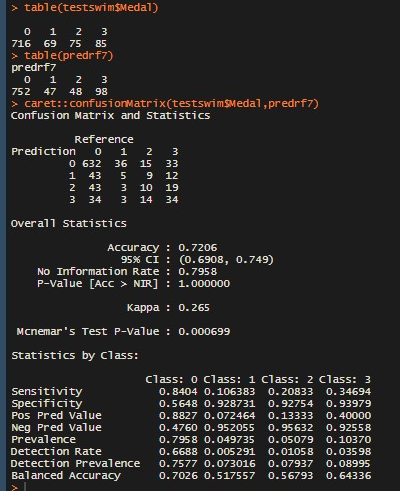 > table(testswim$Medal)
0 1 2 3
716 69 75 85
> table(predrf7)
predrf7
0 1 2 3
752 47 48 98
> caret::confusionMatrix(testswim$Medal,predrf7)
Confusion Matrix and Statistics
Reference
Prediction 0 1 2 3
0 632 36 15 33
1 43 5 9 12
2 43 3 10 19
3 34 3 14 34
Overall Statistics
Accuracy : 0.7206
95% CI : (0.6908, 0.749)
No Information Rate : 0.7958
P-Value [Acc > NIR] : 1.000000
Kappa : 0.265
Mcnemar's Test P-Value : 0.000699
Statistics by Class:
Class: 0 Class: 1 Class: 2 Class: 3
Sensitivity 0.8404 0.106383 0.20833 0.34694
Specificity 0.5648 0.928731 0.92754 0.93979
Pos Pred Value 0.8827 0.072464 0.13333 0.40000
Neg Pred Value 0.4760 0.952055 0.95632 0.92558
Prevalence 0.7958 0.049735 0.05079 0.10370
Detection Rate 0.6688 0.005291 0.01058 0.03598
Detection Prevalence 0.7577 0.073016 0.07937 0.08995
Balanced Accuracy 0.7026 0.517557 0.56793 0.64336
>